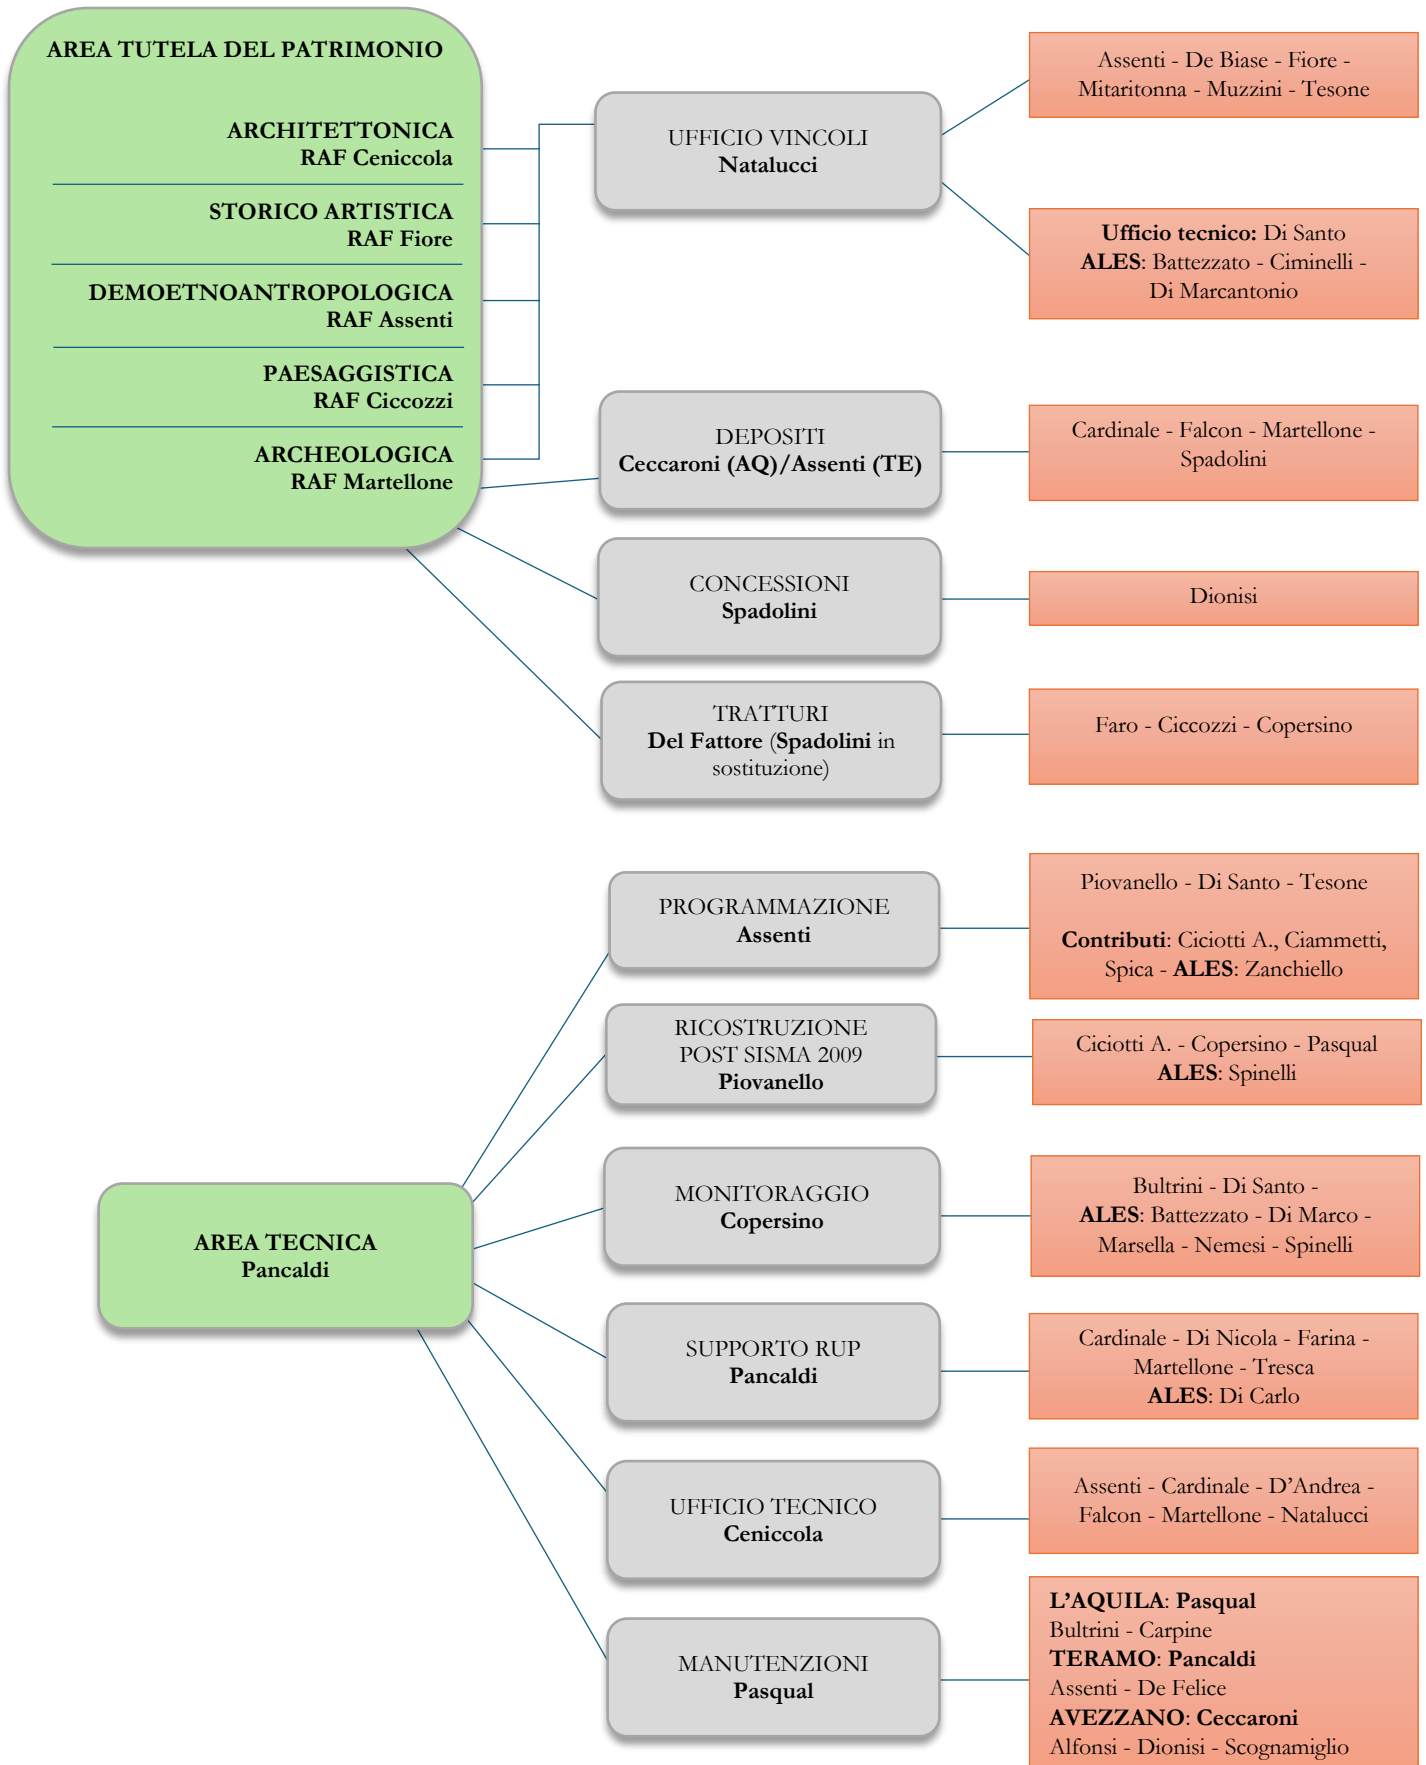 AREA TUTELA DEL PATRIMONIO
ARCHITETTONICA
RAF Ceniccola
STORICO ARTISTICA
RAF Fiore
DEMOETNOANTROPOLOGICA
RAF Assenti
PAESAGGISTICA
RAF Ciccozzi
ARCHEOLOGICA
RAF Martellone
UFFICIO VINCOLI
Natalucci
Assenti - De Biase - Fiore -
Mitaritonna - Muzzini - Tesone
Ufficio tecnico: Di Santo
ALES: Battezzato - Ciminelli -
Di Marcantonio
DEPOSITI
Ceccaroni (AQ)/Assenti (TE)
Cardinale - Falcon - Martellone -
Spadolini
CONCESSIONI
Spadolini
Dionisi
TRATTURI
Del Fattore (Spadolini in
sostituzione)
Faro - Ciccozzi - Copersino
AREA TECNICA
Pancaldi
PROGRAMMAZIONE
Assenti
Piovanello - Di Santo - Tesone
Contributi: Ciciotti A., Ciammetti,
Spica - ALES: Zanchiello
RICOSTRUZIONE
POST SISMA 2009
Piovanello
Ciciotti A. - Copersino - Pasqual
ALES: Spinelli
MONITORAGGIO
Copersino
Bultrini - Di Santo -
ALES: Battezzato - Di Marco -
Marsella - Nemesi - Spinelli
SUPPORTO RUP
Pancaldi
Cardinale - Di Nicola - Farina -
Martellone - Tresca
ALES: Di Carlo
UFFICIO TECNICO
Ceniccola
Assenti - Cardinale - D'Andrea -
Falcon - Martellone - Natalucci
MANUTENZIONI
Pasqual
L'AQUILA: Pasqual
Bultrini - Carpine
TERAMO: Pancaldi
Assenti - De Felice
AVEZZANO: Ceccaroni
Alfonsi - Dionisi - Scognamiglio